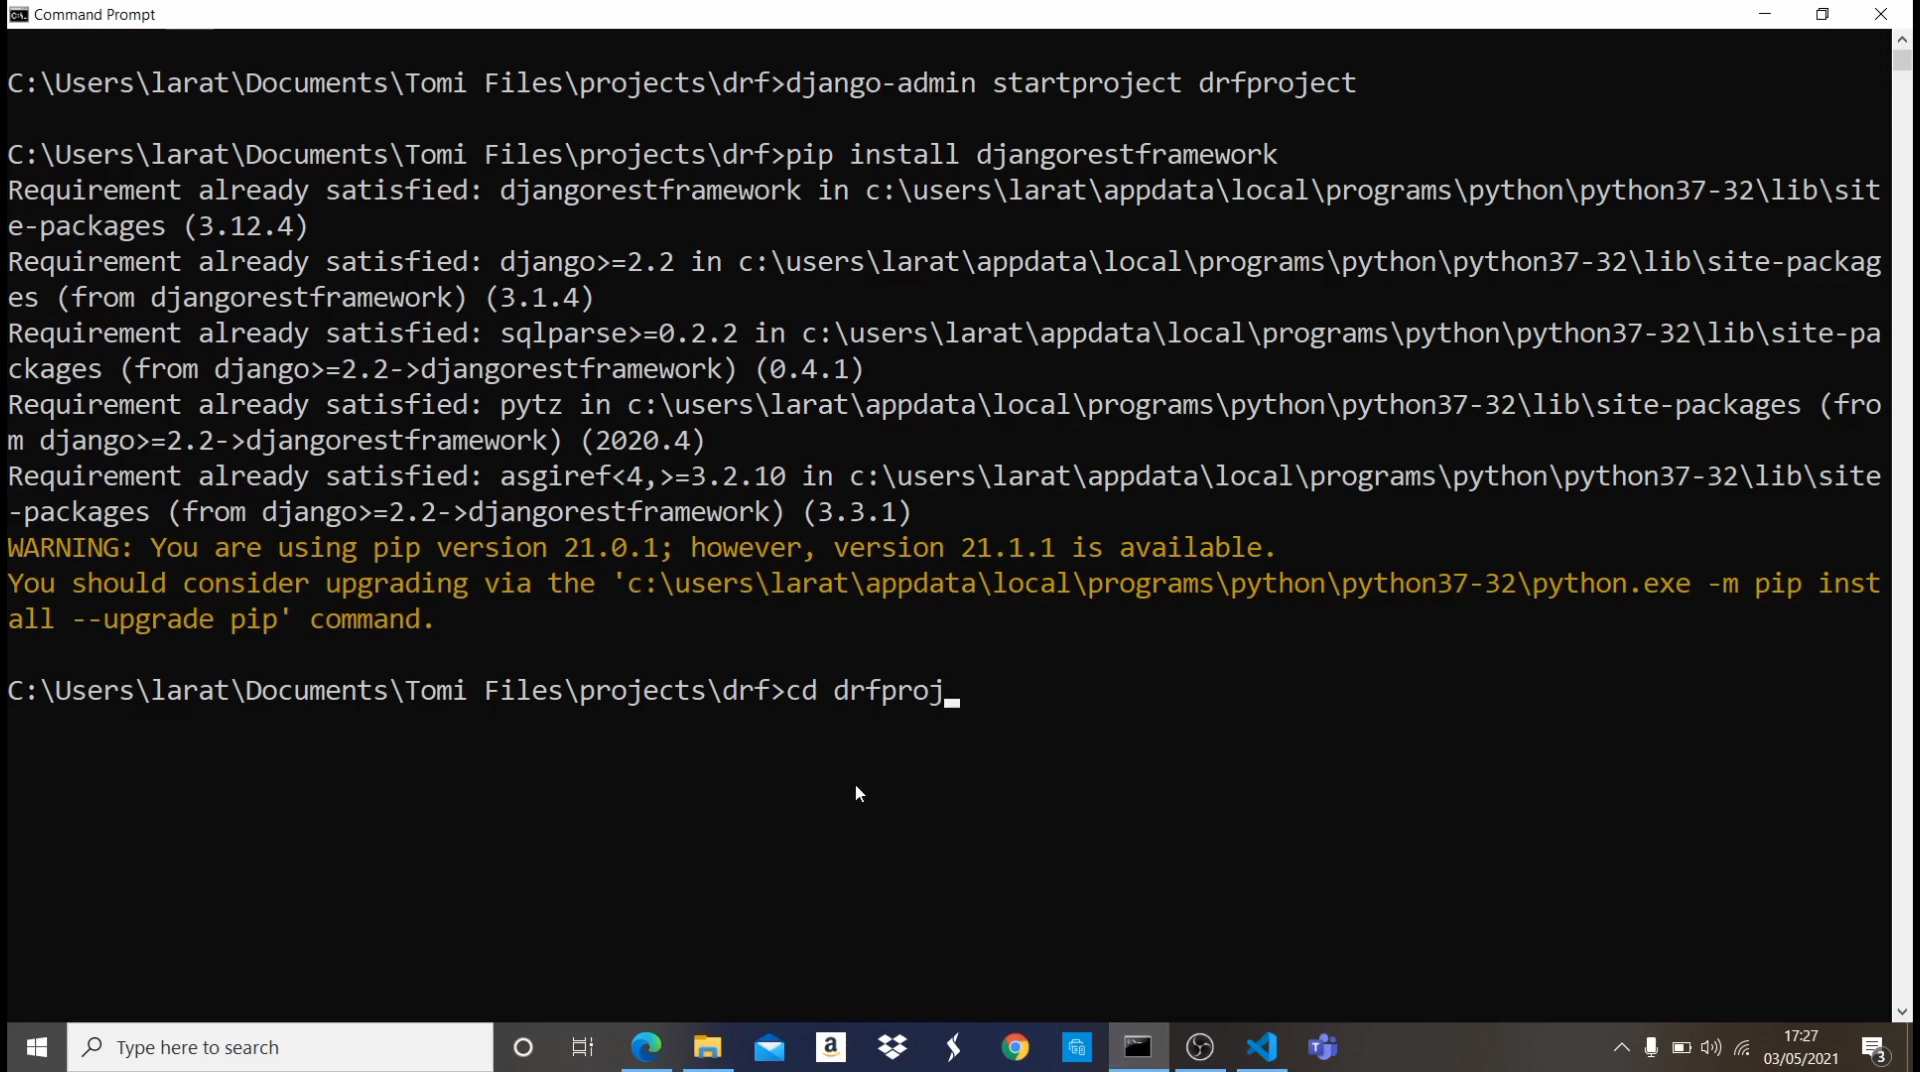 Command Prompt
C:\Users\larat\Documents\Tomi Files\projects\drf>django-admin startproject drfproject
C:\Users\larat\Documents\Tomi Files\projects\drf>pip install djangorestframework
Requirement already satisfied: djangorestframework in c:\users\larat\appdata\local\programs\python\python37-32\lib\sit
e-packages (3.12.4)
Requirement already satisfied: django>=2.2 in c:\users\larat\appdata\local\programs\python\python37-32\lib\site-packag
es (from djangorestframework) (3.1.4)
Requirement already satisfied: sqlparse>=0.2.2 in c:\users\larat\appdata\local\programs\python\python37-32\lib\site-pa
ckages (from django>=2.2->djangorestframework) (0.4.1)
Requirement already satisfied: pytz in c:\users\larat\appdata\local\programs\python\python37-32\lib\site-packages (fro
m django>=2.2->djangorestframework) (2020.4)
Requirement already satisfied: asgiref<4,>=3.2.10 in c:\users\larat\appdata\local\programs\python\python37-32\lib\site
-packages (from django>=2.2->djangorestframework) (3.3.1)
WARNING: You are using pip version 21.0.1; however, version 21.1.1 is available.
You should consider upgrading via the 'c:\users\larat\appdata\local\programs\python\python37-32\python.exe -m pip inst
all --upgrade pip' command.
C:\Users\larat\Documents\Tomi Files\projects\drf>cd drfproj
Type here to search
17:27
03/05/2021
3